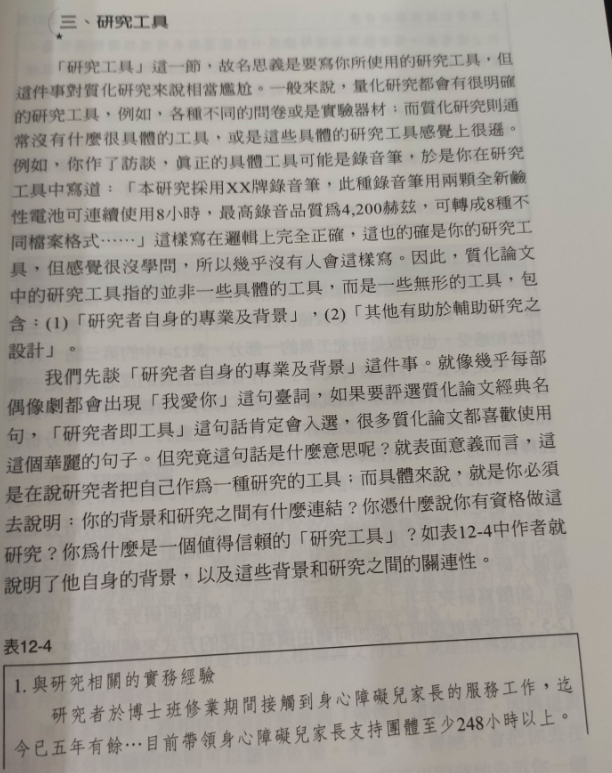 三、研究工具
「研究工具」這一節，故名思義是要寫你所使用的研究工具，但
這件事對質化研究來說相當尷尬。一般來說，量化研究都會有很明確
的研究工具，例如，各種不同的問卷或是實驗器材；而質化研究則通
常沒有什麼很具體的工具，或是這些具體的研究工具感覺上很遜。
例如，你作了訪談，真正的具體工具可能是錄音筆，於是你在研究
工具中寫道：「本研究採用XX牌錄音筆，此種錄音筆用兩顆全新鹼
性電池可連續使用8小時，最高錄音品質爲4,200赫茲，可轉成8種不
同檔案格式……」這樣寫在邏輯上完全正確，這也的確是你的研究工
具，但感覺很沒學問，所以幾乎沒有人會這樣寫。因此，質化論文
中的研究工具指的並非一些具體的工具，而是一些無形的工具，包
含：(1)「研究者自身的專業及背景」，(2)「其他有助於輔助研究之
設計」。
我們先談「研究者自身的專業及背景」這件事。就像幾乎每部
偶像劇都會出現「我愛你」這句臺詞，如果要評選質化論文經典名
句，「研究者即工具」這句話肯定會入選，很多質化論文都喜歡使用
這個華麗的句子。但究竟這句話是什麼意思呢？就表面意義而言，這
是在說研究者把自己作爲一種研究的工具；而具體來說，就是你必須
去說明：你的背景和研究之間有什麼連結？你憑什麼說你有資格做這
研究？你爲什麼是一個值得信賴的「研究工具」？如表12-4中作者就
說明了他自身的背景，以及這些背景和研究之間的關連性。
表12-4
1. 與研究相關的實務經驗
研究者於博士班修業期間接觸到身心障礙兒家長的服務工作，迄
今已五年有餘…目前帶領身心障礙兒家長支持團體至少248小時以上。